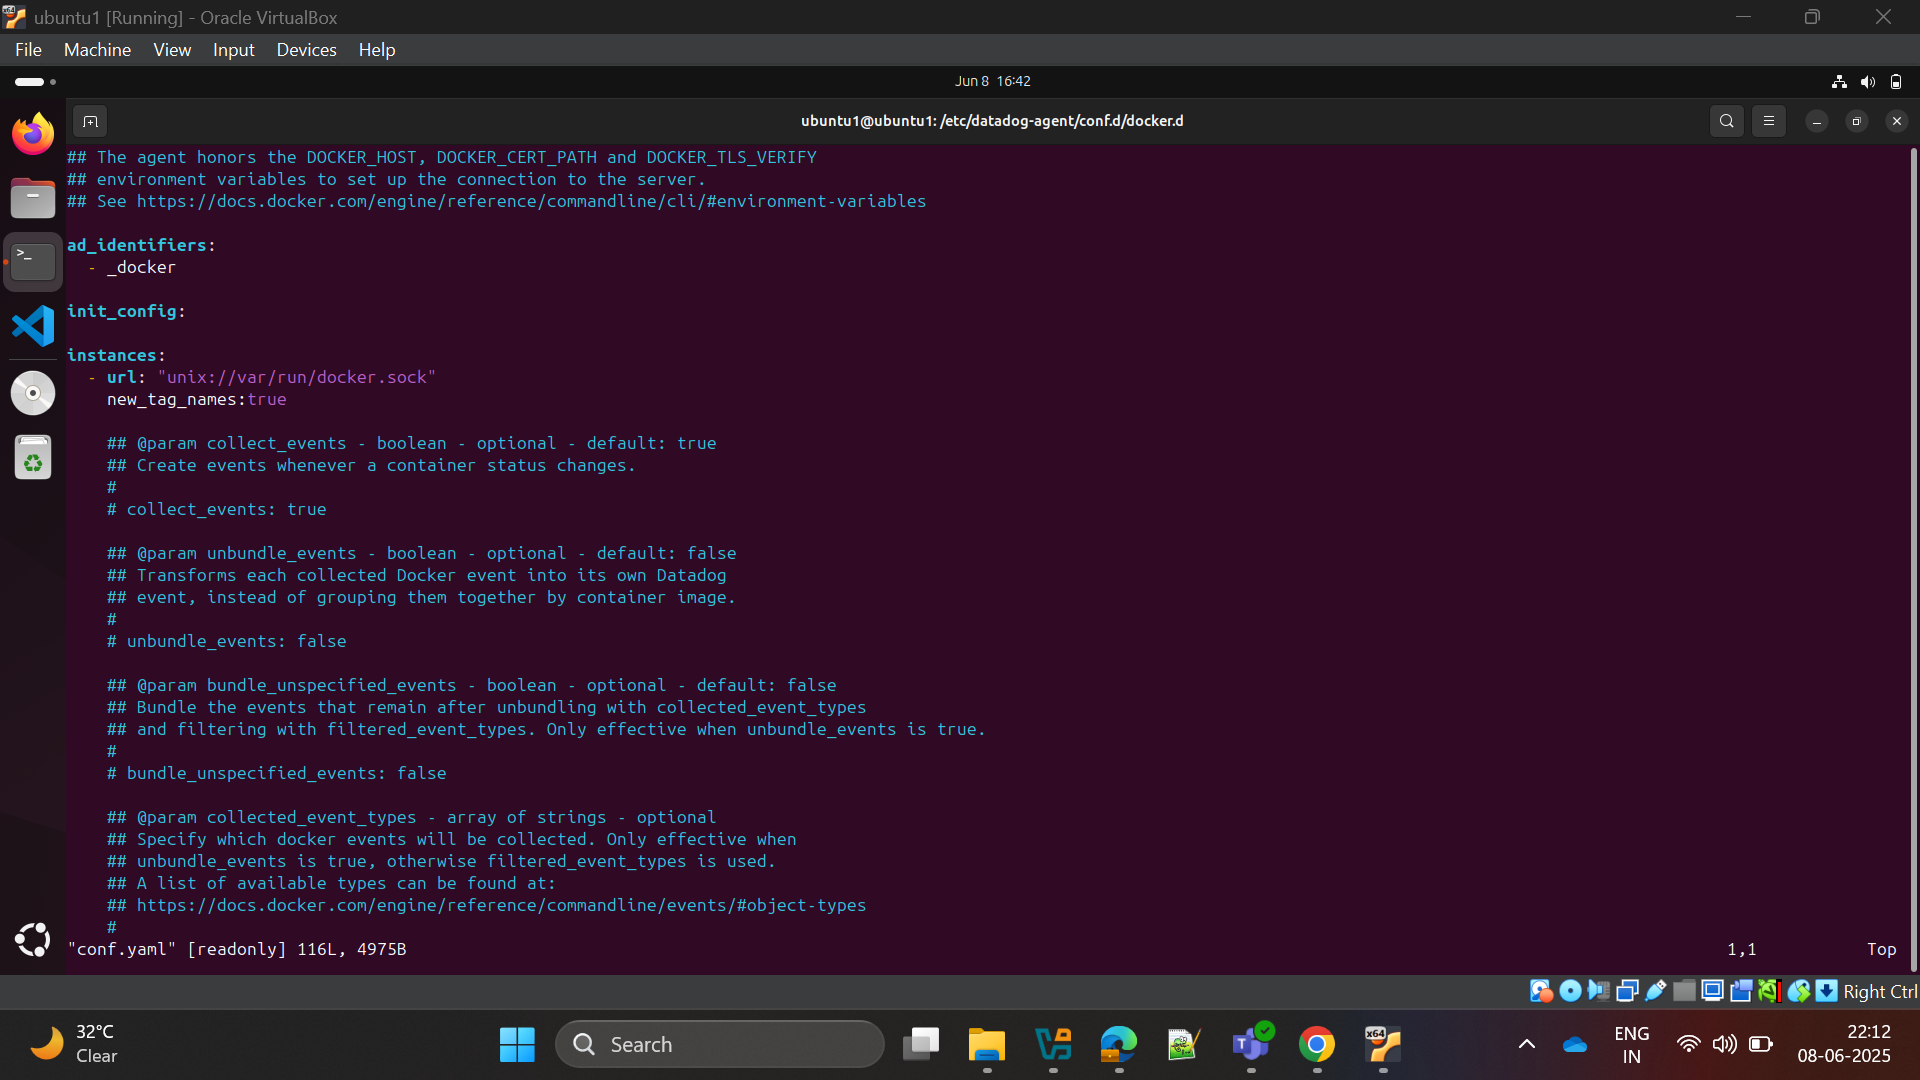 ubuntu1 [Running] - Oracle VirtualBox
File Machine View Input Devices Help
Jun 8 16:42
ubuntu1@ubuntu1: /etc/datadog-agent/conf.d/docker.d
## The agent honors the DOCKER_HOST, DOCKER_CERT_PATH and DOCKER_TLS_VERIFY
## environment variables to set up the connection to the server.
## See https://docs.docker.com/engine/reference/commandline/cli/#environment-variables
ad_identifiers:
- _docker
init_config:
instances:
- url: "unix://var/run/docker.sock"
new_tag_names:true
## @param collect_events - boolean - optional - default: true
## Create events whenever a container status changes.
#
# collect_events: true
## @param unbundle_events - boolean - optional - default: false
## Transforms each collected Docker event into its own Datadog
## event, instead of grouping them together by container image.
#
# unbundle_events: false
## @param bundle_unspecified_events - boolean - optional - default: false
## Bundle the events that remain after unbundling with collected_event_types
## and filtering with filtered_event_types. Only effective when unbundle_events is true.
#
# bundle_unspecified_events: false
## @param collected_event_types - array of strings - optional
## Specify which docker events will be collected. Only effective when
## unbundle_events is true, otherwise filtered_event_types is used.
## A list of available types can be found at:
## https://docs.docker.com/engine/reference/commandline/events/#object-types
#
"conf.yaml" [readonly] 116L, 4975B 1,1 Top
Right Ctrl
32°C
Clear
Search
x64
ENG
IN
22:12
08-06-2025